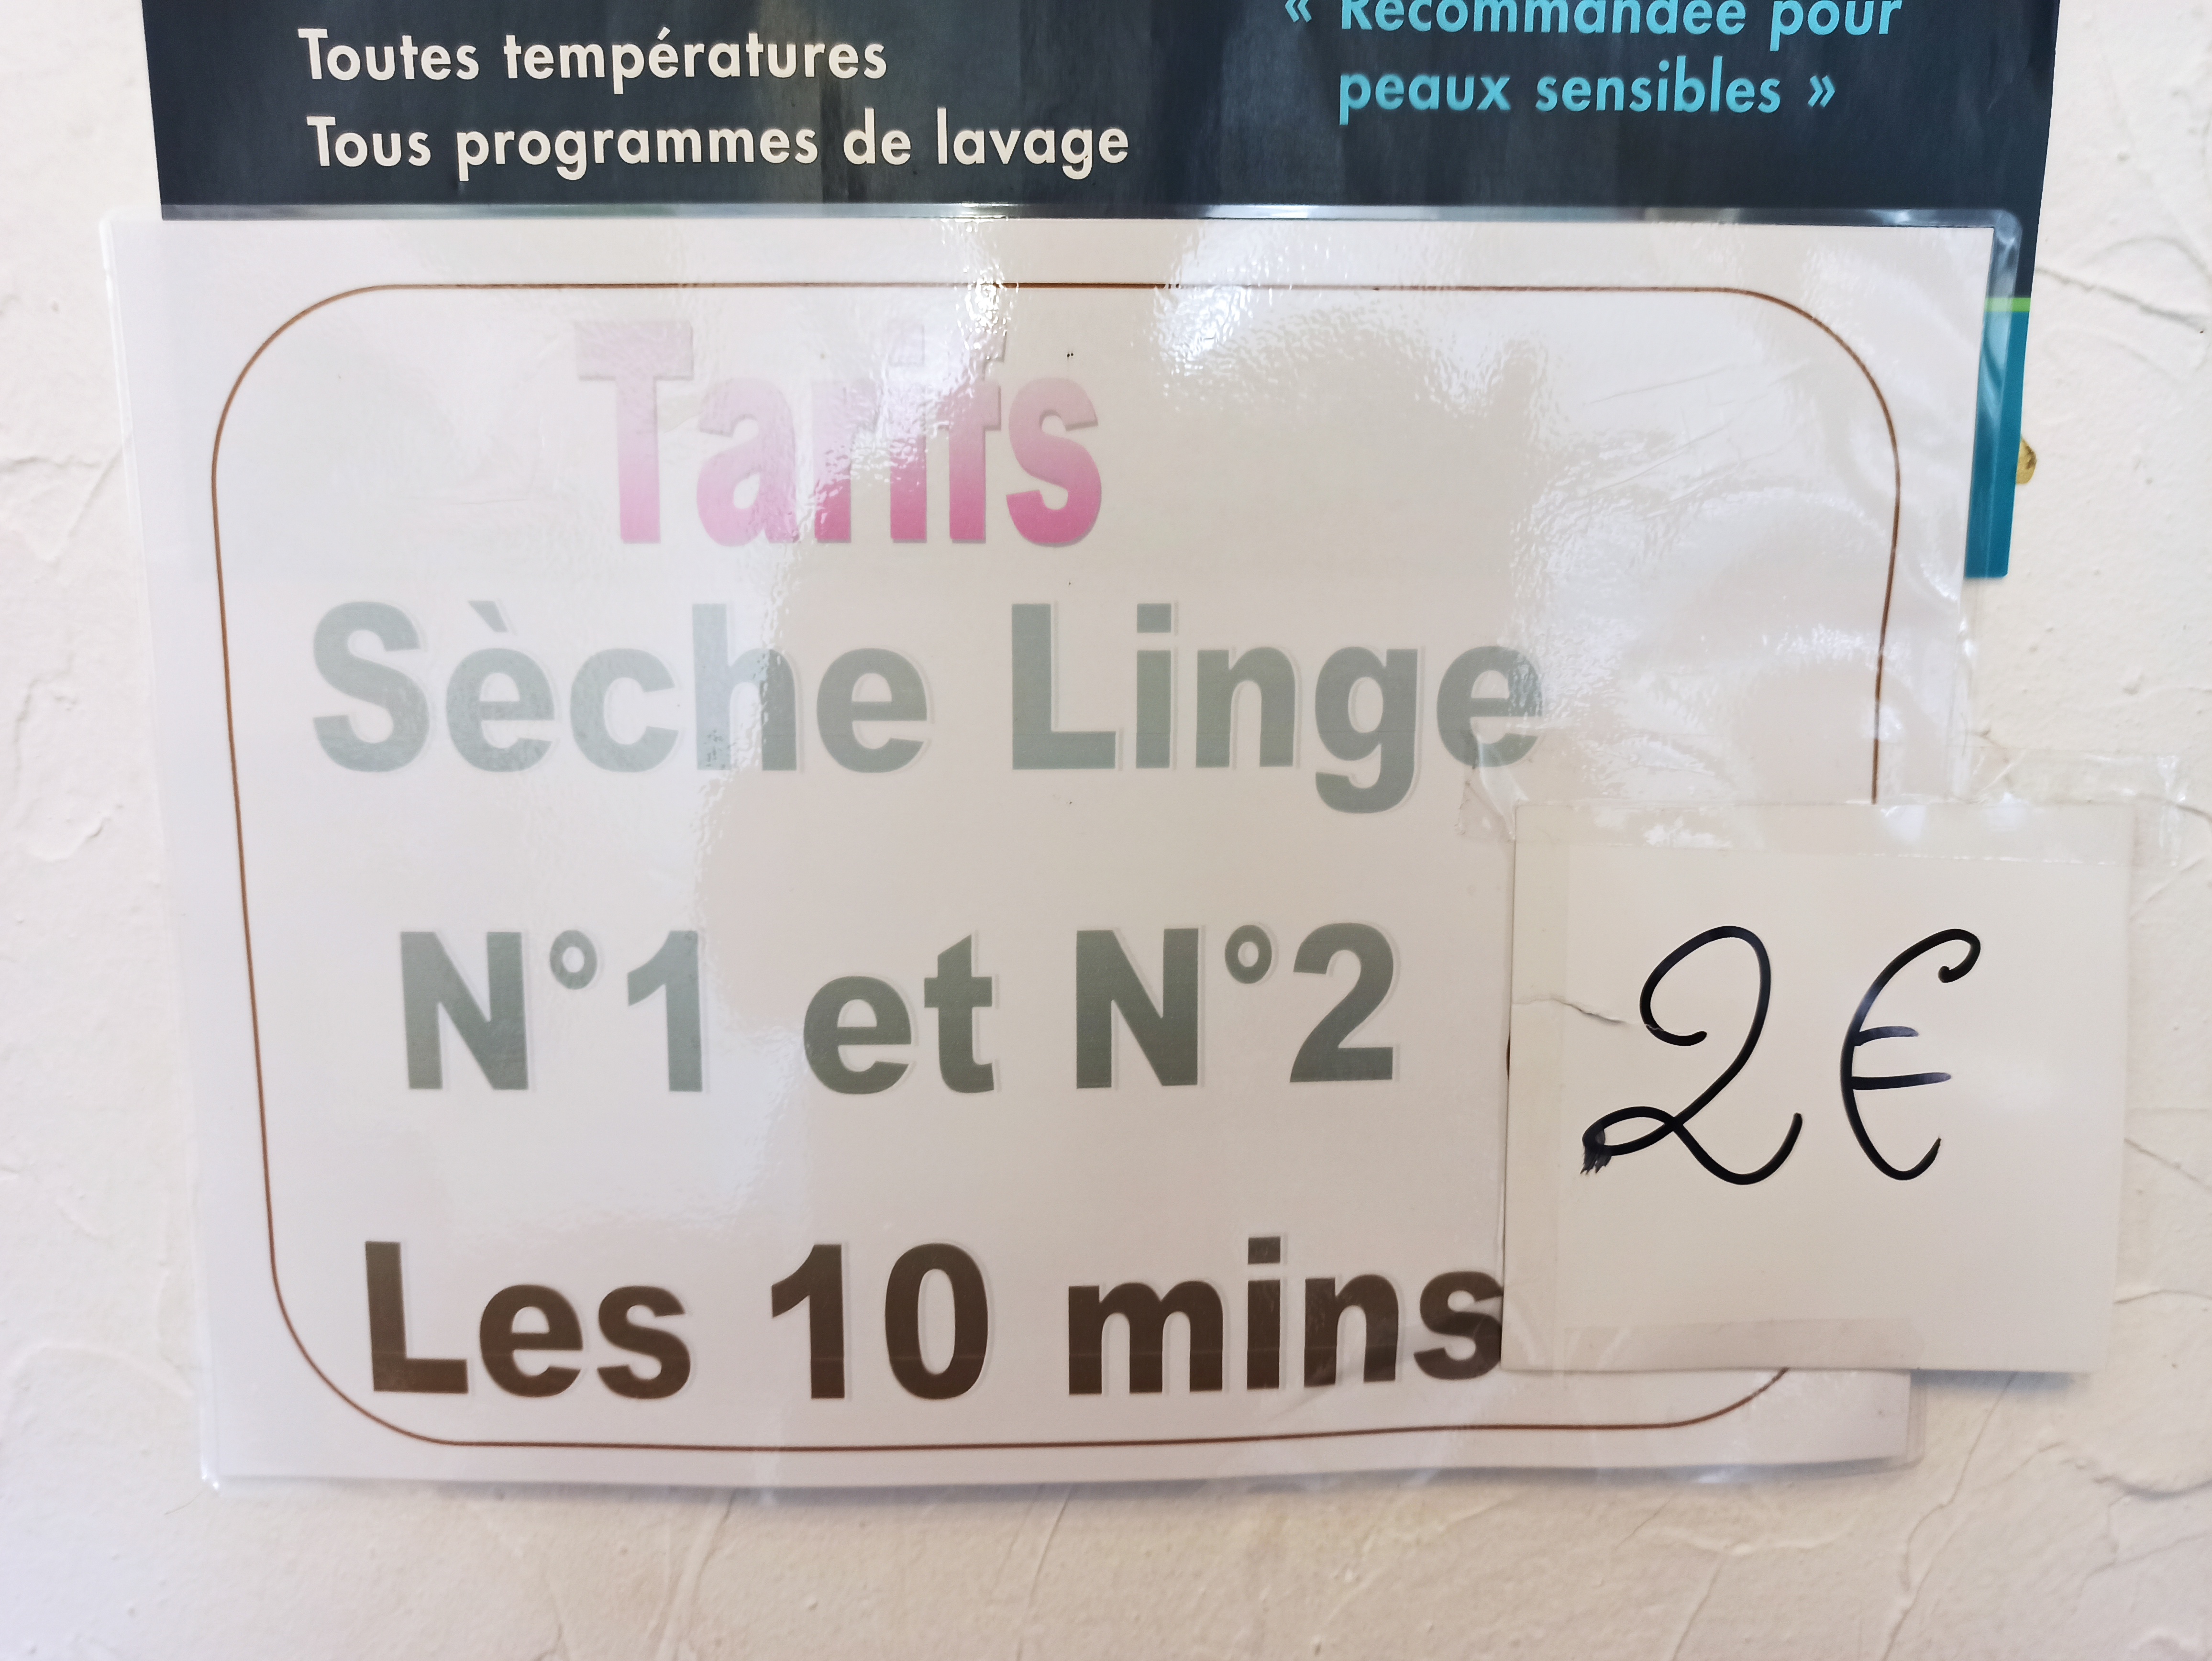 Toutes températures
Tous programmes de lavage
« Recommandée pour
peaux sensibles »
Tarifs
Sèche Linge
N°1 et N°2
Les 10 mins
2€